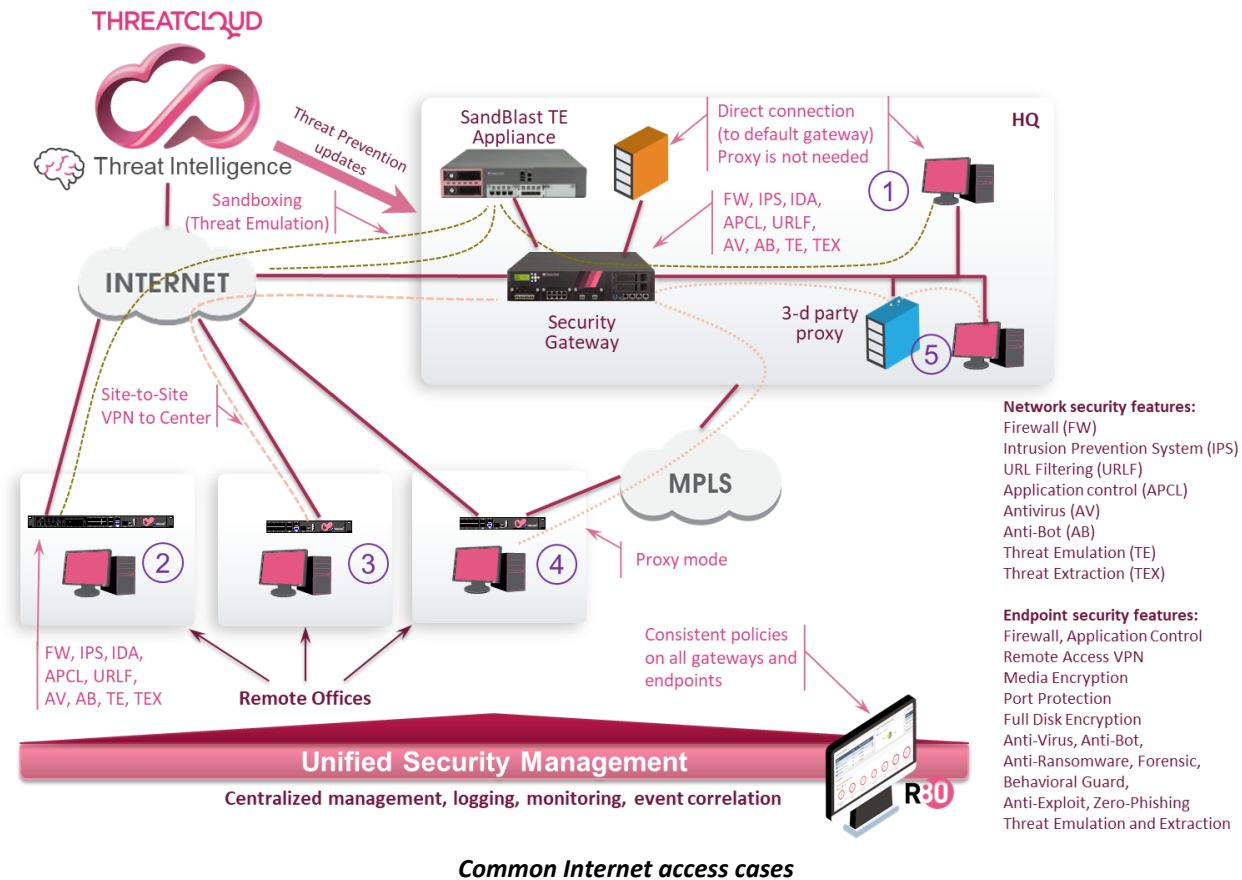 THREATCLOUD
Threat Intelligence
Threat Prevention
updates
Sandboxing
(Threat Emulation)
SandBlast TE
Appliance
Direct connection
(to default gateway)
Proxy is not needed
HQ
1
FW, IPS, IDA,
APCL, URLF,
AV, AB, TE, TEX
INTERNET
Security
Gateway
3-d party
proxy
5
Site-to-Site
VPN to Center
MPLS
2
3
4
Proxy mode
FW, IPS, IDA,
APCL, URLF,
AV, AB, TE, TEX
Remote Offices
Consistent policies
on all gateways and
endpoints
Network security features:
Firewall (FW)
Intrusion Prevention System (IPS)
URL Filtering (URLF)
Application control (APCL)
Antivirus (AV)
Anti-Bot (AB)
Threat Emulation (TE)
Threat Extraction (TEX)
Endpoint security features:
Firewall, Application Control
Remote Access VPN
Media Encryption
Port Protection
Full Disk Encryption
Anti-Virus, Anti-Bot,
Anti-Ransomware, Forensic,
Behavioral Guard,
Anti-Exploit, Zero-Phishing
Threat Emulation and Extraction
Unified Security Management
Centralized management, logging, monitoring, event correlation
R80
Common Internet access cases